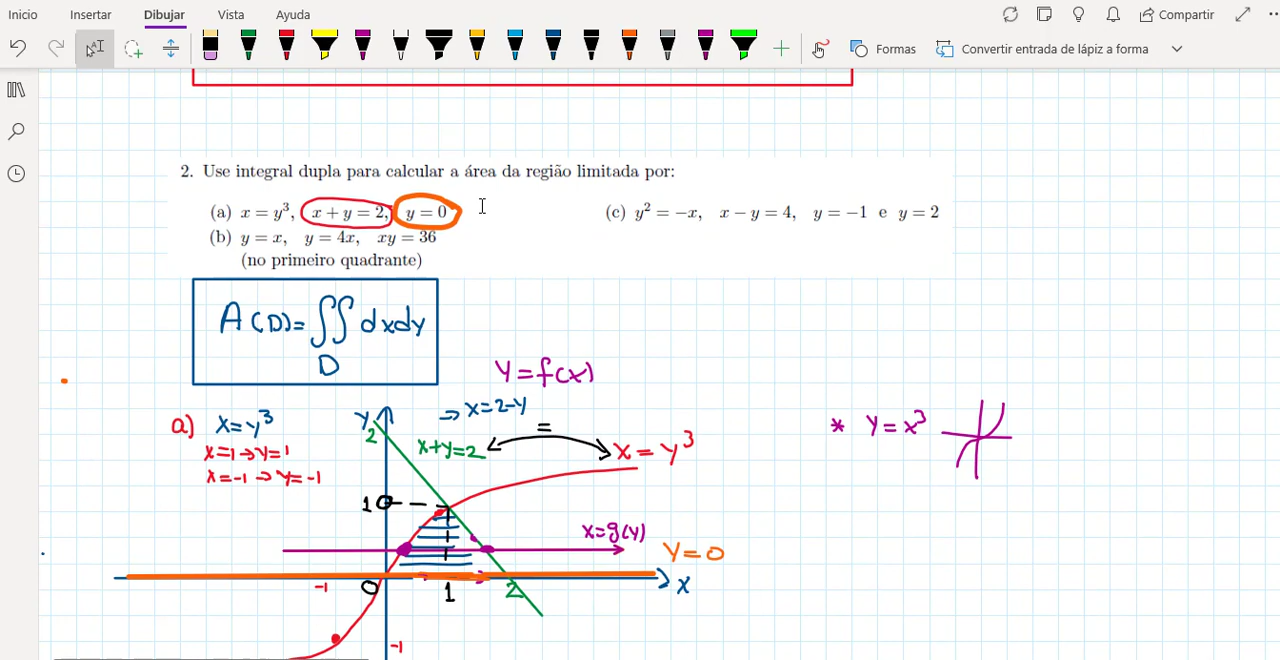 Inicio Insertar Dibujar Vista Ayuda Compartir
Formas Convertir entrada de lápiz a forma
2. Use integral dupla para calcular a área da região limitada por:
(a) x = y³, x + y = 2, y = 0
(c) y² = −x, x − y = 4, y = −1 e y = 2
(b) y = x, y = 4x, xy = 36
(no primeiro quadrante)
A(D)= ∬ dxdy
D
Y=f(x)
a) x=y³
x=1→y=1
x=-1→y=-1
Y
2
→x=2-y
=
x+y=2
x=y³
* y=x³
1
x=g(y)
y=0
-1
0
1
2
x
-1